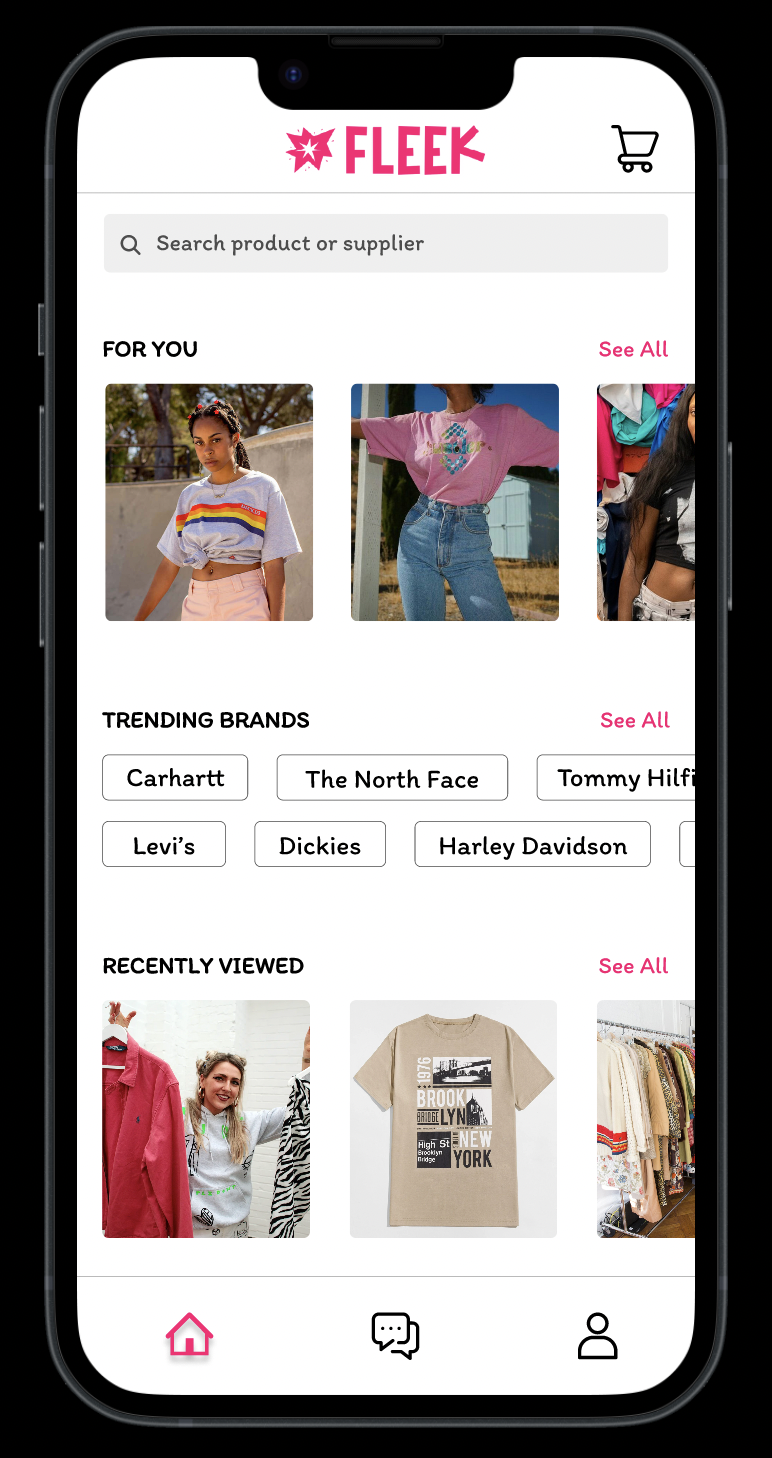 FLEEK
Search product or supplier
FOR YOU
See All
TRENDING BRANDS
See All
Carhartt
The North Face
Tommy Hilfi
Levi’s
Dickies
Harley Davidson
RECENTLY VIEWED
See All
1976
BROOK
BRIDGE LYN
High St
Brooklyn
Bridge
NEW
YORK